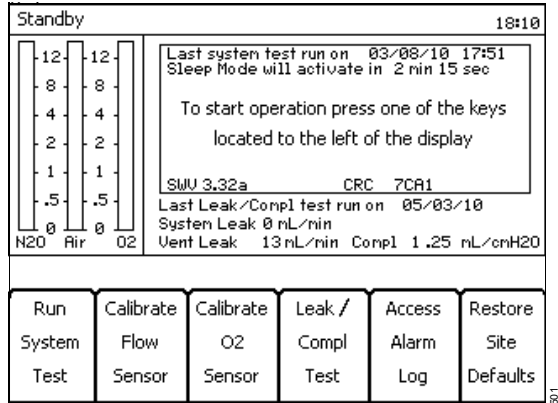 Standby
18:10
12 12
8 8
4 4
2 2
1 1
.5 .5
0 0
N2O Air O2
Last system test run on 03/08/10 17:51
Sleep Mode will activate in 2 min 15 sec
To start operation press one of the keys
located to the left of the display
SWV 3.32a CRC 7CA1
Last Leak/Compl test run on 05/03/10
System Leak 0 mL/min
Vent Leak 13 mL/min Compl 1.25 mL/cmH2O
Run
System
Test
Calibrate
Flow
Sensor
Calibrate
O2
Sensor
Leak /
Compl
Test
Access
Alarm
Log
Restore
Site
Defaults